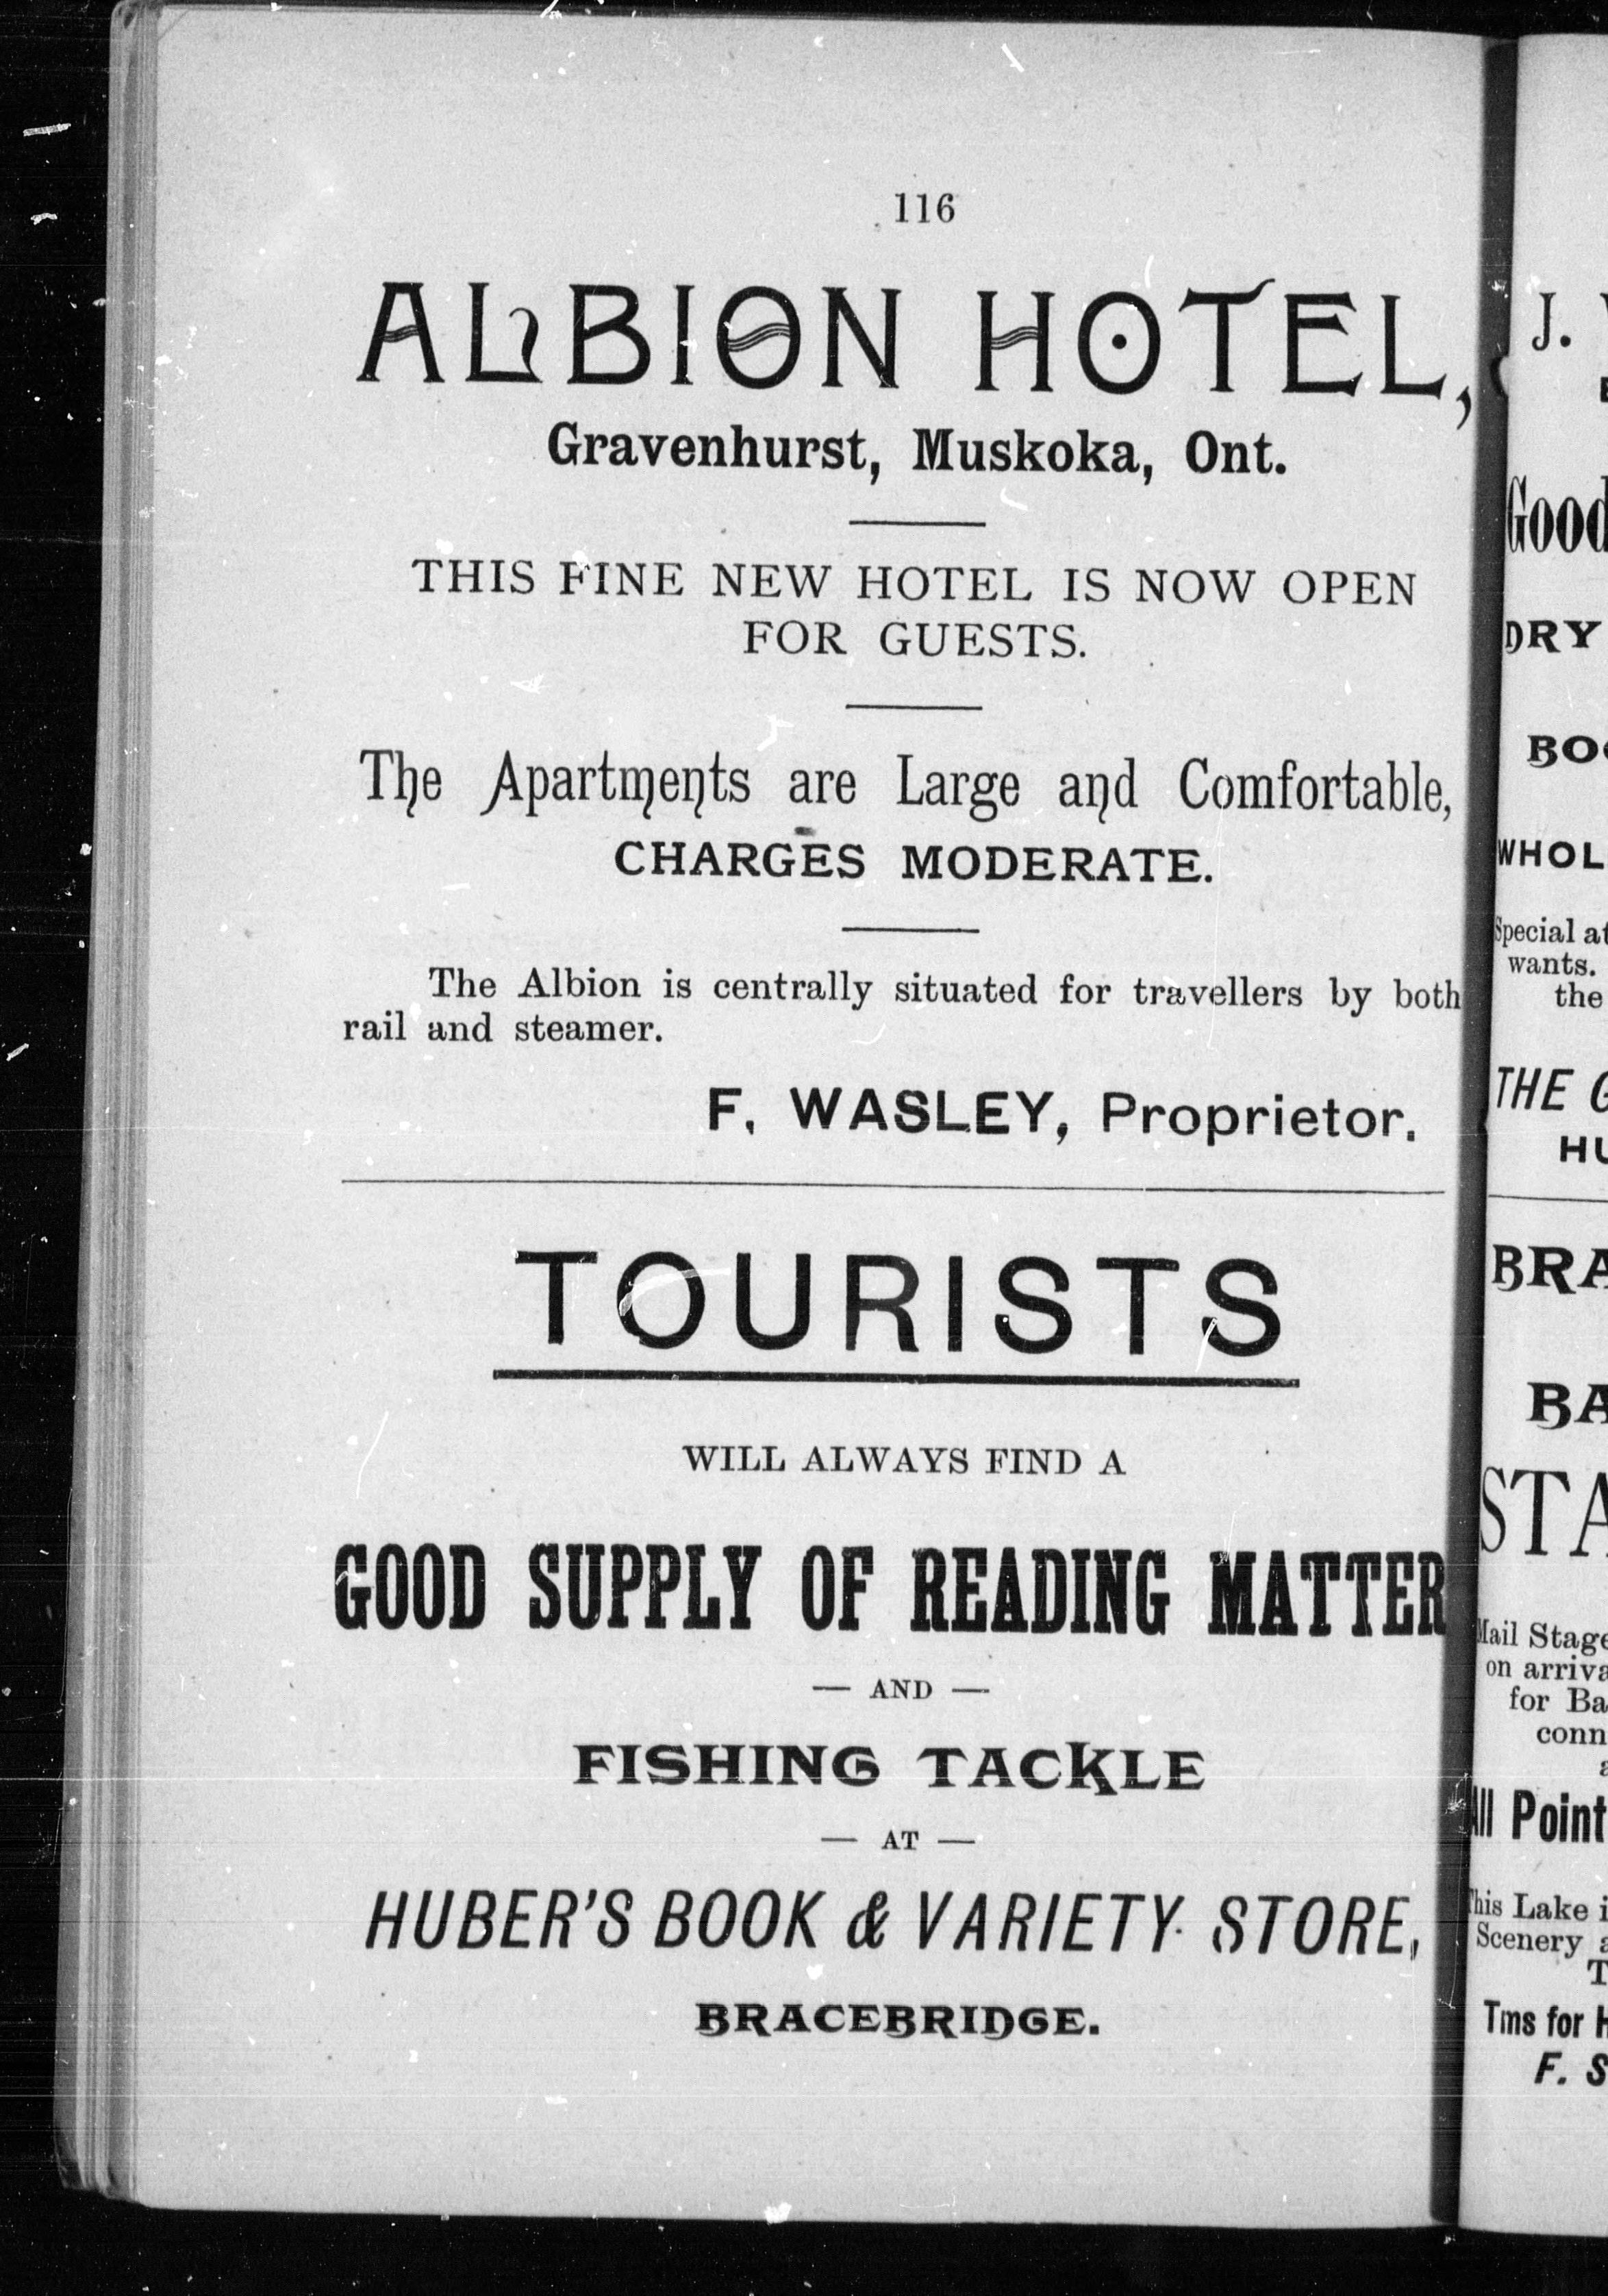 116
ALBION HOTEL,
Gravenhurst, Muskoka, Ont.
THIS FINE NEW HOTEL IS NOW OPEN
FOR GUESTS.
The Apartments are Large and Comfortable,
CHARGES MODERATE.
The Albion is centrally situated for travellers by both
rail and steamer.
F. WASLEY, Proprietor.
TOURISTS
WILL ALWAYS FIND A
GOOD SUPPLY OF READING MATTER
— AND —
FISHING TACKLE
— AT —
HUBER'S BOOK & VARIETY STORE,
BRACEBRIDGE.
J.
Good
DRY
BOO
WHOL
Special at
wants.
the
THE G
HU
BRA
BA
STA
Mail Stage
on arriva
for Ba
conn
a
All Point
This Lake i
Scenery a
T
Tms for H
F. S